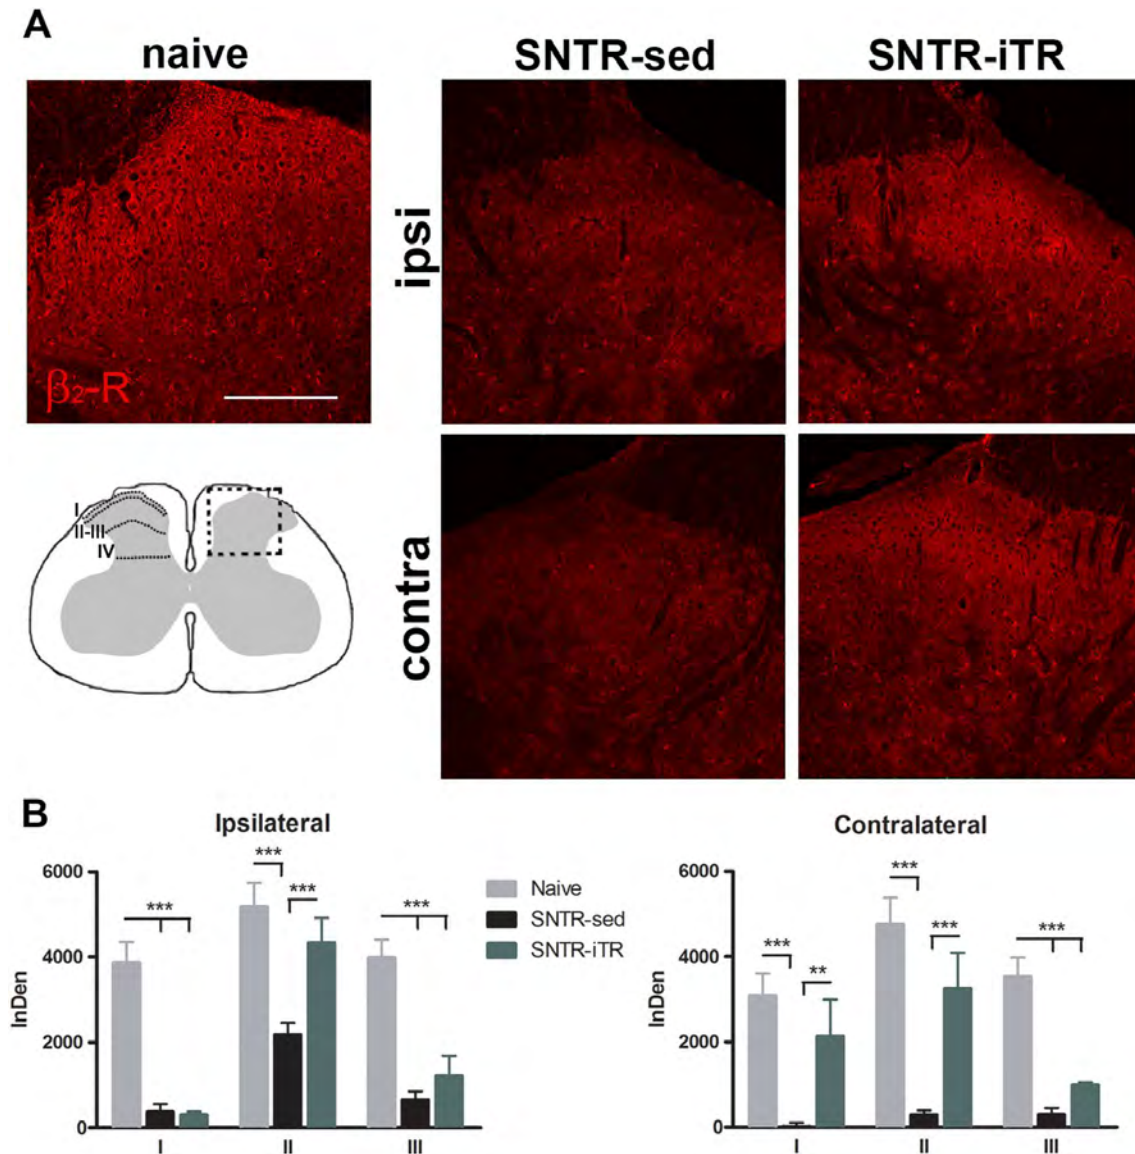 A
naive
SNTR-sed
SNTR-iTR
ipsi
β₂-R
contra
I
II-III
IV
B
Ipsilateral
Contralateral
InDen
6000
4000
2000
0
***
***
***
***
I
II
III
Naive
SNTR-sed
SNTR-iTR
InDen
6000
4000
2000
0
***
**
***
***
***
I
II
III